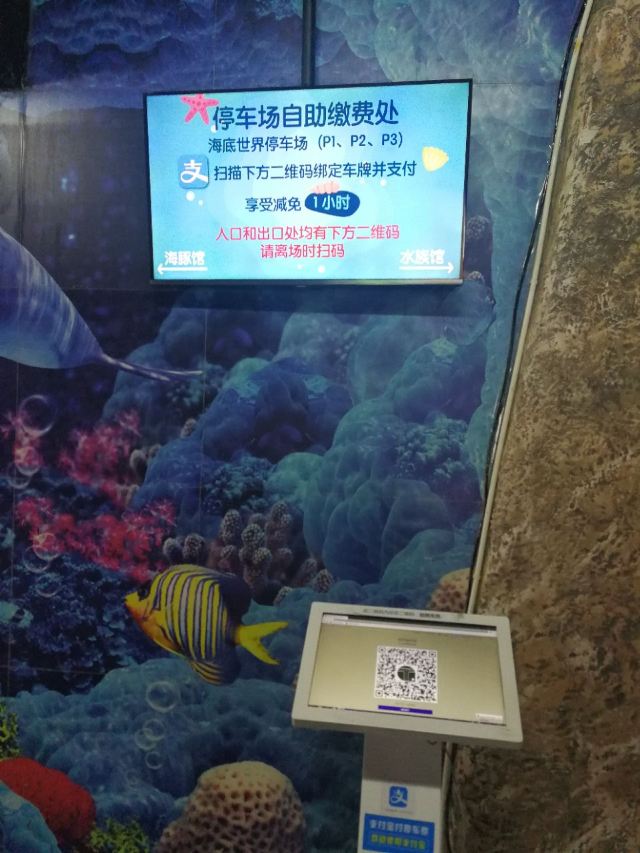 停车场自助缴费处
海底世界停车场（P1、P2、P3）
支 扫描下方二维码绑定车牌并支付
享受减免 1小时
入口和出口处均有下方二维码
请离场时扫码
海豚馆 水族馆
支
支付宝付停车费